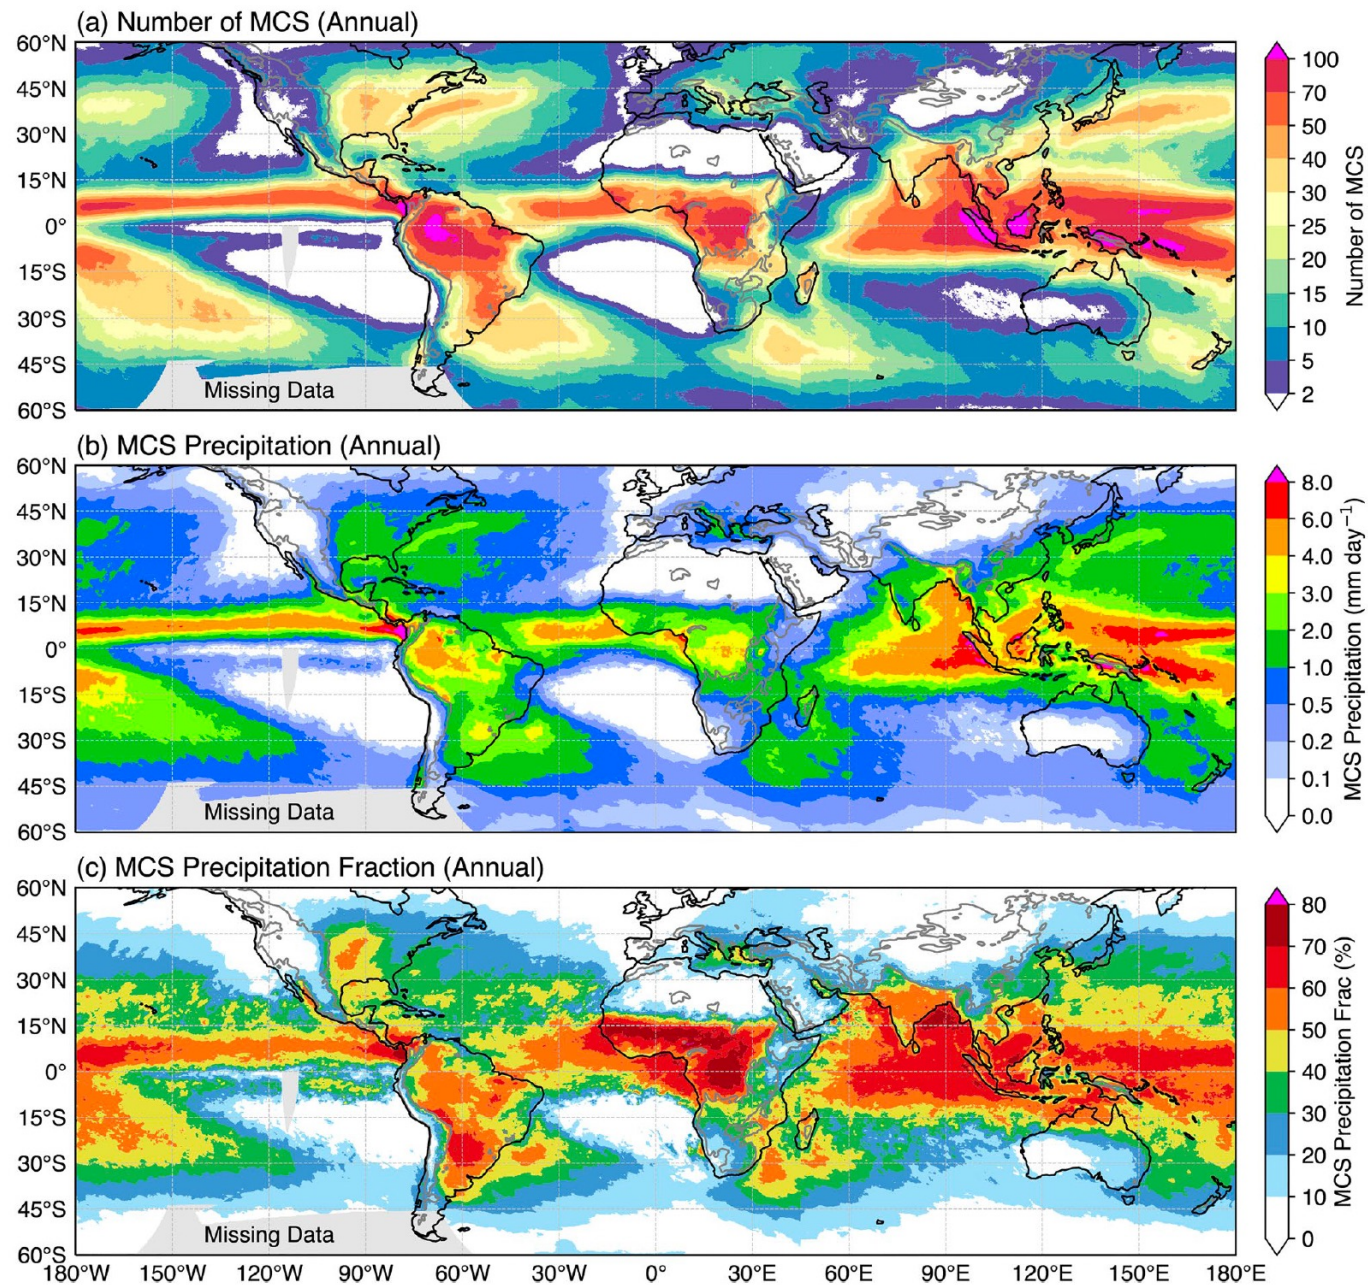 (a) Number of MCS (Annual)
60°N
45°N
30°N
15°N
0°
15°S
30°S
45°S
60°S
Missing Data
100
70
50
40
30
25
20
15
10
5
2
Number of MCS
(b) MCS Precipitation (Annual)
60°N
45°N
30°N
15°N
0°
15°S
30°S
45°S
60°S
Missing Data
8.0
6.0
4.0
3.0
2.0
1.0
0.5
0.2
0.1
0.0
MCS Precipitation (mm day⁻¹)
(c) MCS Precipitation Fraction (Annual)
60°N
45°N
30°N
15°N
0°
15°S
30°S
45°S
60°S
Missing Data
80
70
60
50
40
30
20
10
0
MCS Precipitation Frac (%)
180°W 150°W 120°W 90°W 60°W 30°W 0° 30°E 60°E 90°E 120°E 150°E 180°